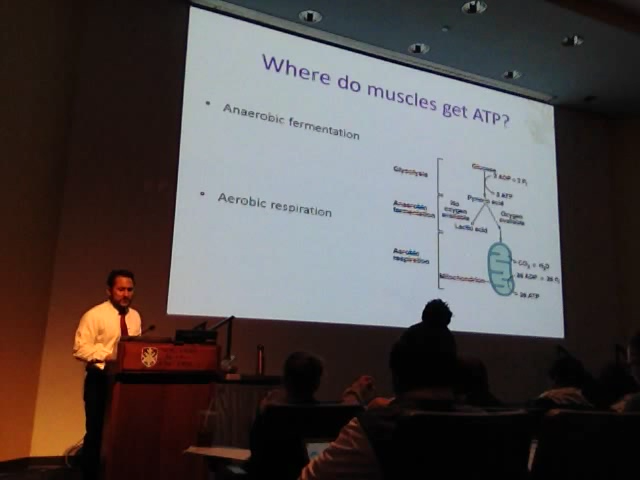 Where do muscles get ATP?
• Anaerobic fermentation
• Aerobic respiration
Glycolysis
Glucose
2 ADP + 2 Pi
2 ATP
Pyruvic acid
Anaerobic
fermentation
No
oxygen
available
Oxygen
available
Lactic acid
Aerobic
respiration
CO2 + H2O
Mitochondrion
36 ATP